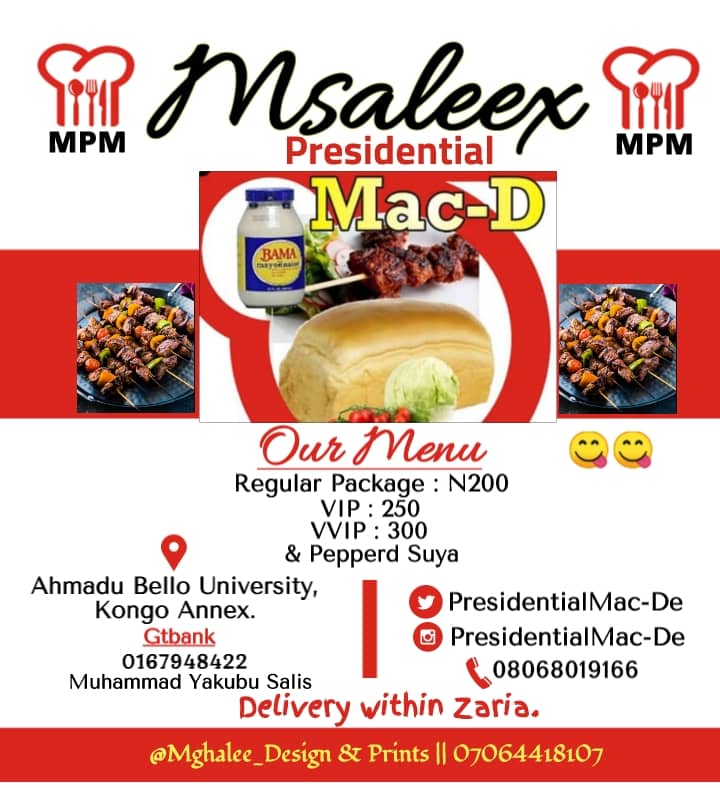 Msaleex
MPM
MPM
Presidential
Mac-D
BAMA
mayonnaise
Our Menu
Regular Package : N200
VIP : 250
VVIP : 300
& Pepperd Suya
Ahmadu Bello University,
Kongo Annex.
Gtbank
0167948422
Muhammad Yakubu Salis
PresidentialMac-De
PresidentialMac-De
08068019166
Delivery within Zaria.
@Mghalee_Design & Prints || 07064418107